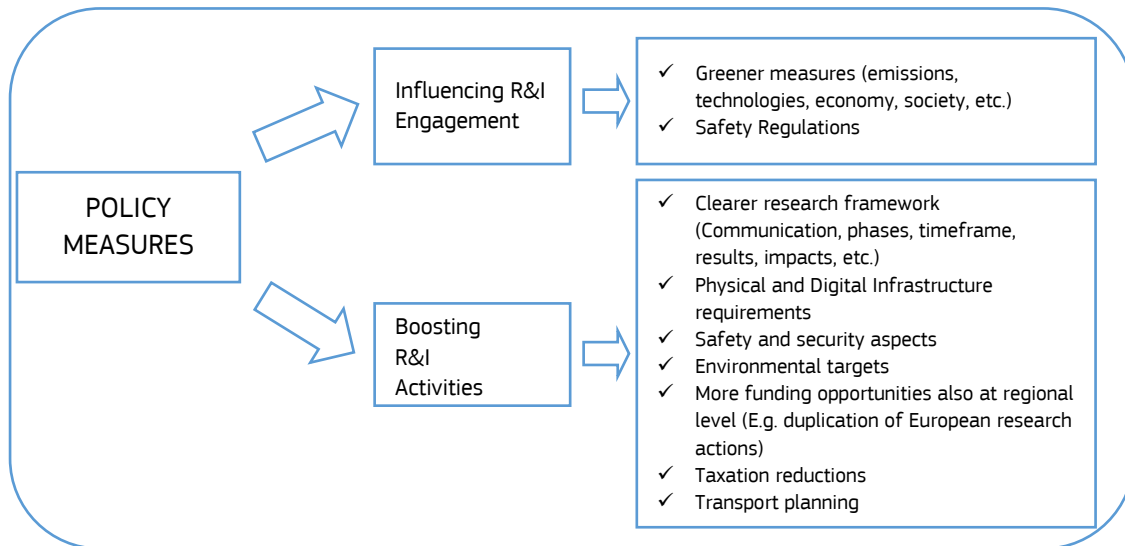 POLICY
MEASURES
Influencing R&I
Engagement
✓ Greener measures (emissions,
technologies, economy, society, etc.)
✓ Safety Regulations
Boosting
R&I
Activities
✓ Clearer research framework
(Communication, phases, timeframe,
results, impacts, etc.)
✓ Physical and Digital Infrastructure
requirements
✓ Safety and security aspects
✓ Environmental targets
✓ More funding opportunities also at regional
level (E.g. duplication of European research
actions)
✓ Taxation reductions
✓ Transport planning